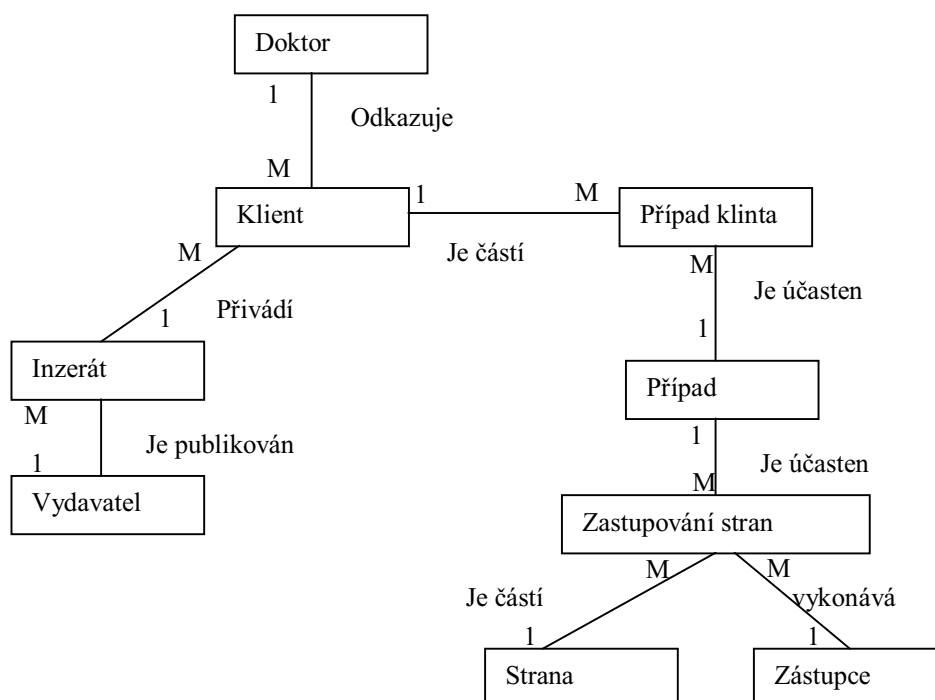 Doktor
1
Odkazuje
M
Klient
1
M
Případ klinta
Je částí
M
Přivádí
1
M
Je účasten
1
Inzerát
Případ
M
Je publikován
1
1
Je účasten
M
Vydavatel
Zastupování stran
M
M
Je částí
vykonává
1
1
Strana
Zástupce